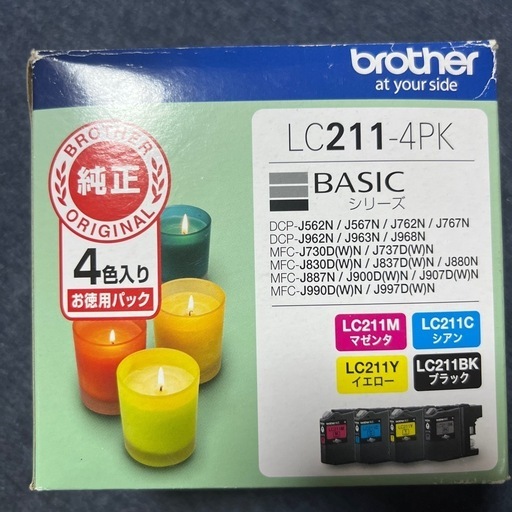 brother
at your side
LC211-4PK
BASIC
シリーズ
DCP-J562N / J567N / J762N / J767N
DCP-J962N / J963N / J968N
MFC-J730D(W)N / J737D(W)N
MFC-J830D(W)N / J837D(W)N / J880N
MFC-J887N / J900D(W)N / J907D(W)N
MFC-J990D(W)N / J997D(W)N
BROTHER
純正
ORIGINAL
4色入り
お徳用パック
LC211M
マゼンタ
LC211C
シアン
LC211Y
イエロー
LC211BK
ブラック